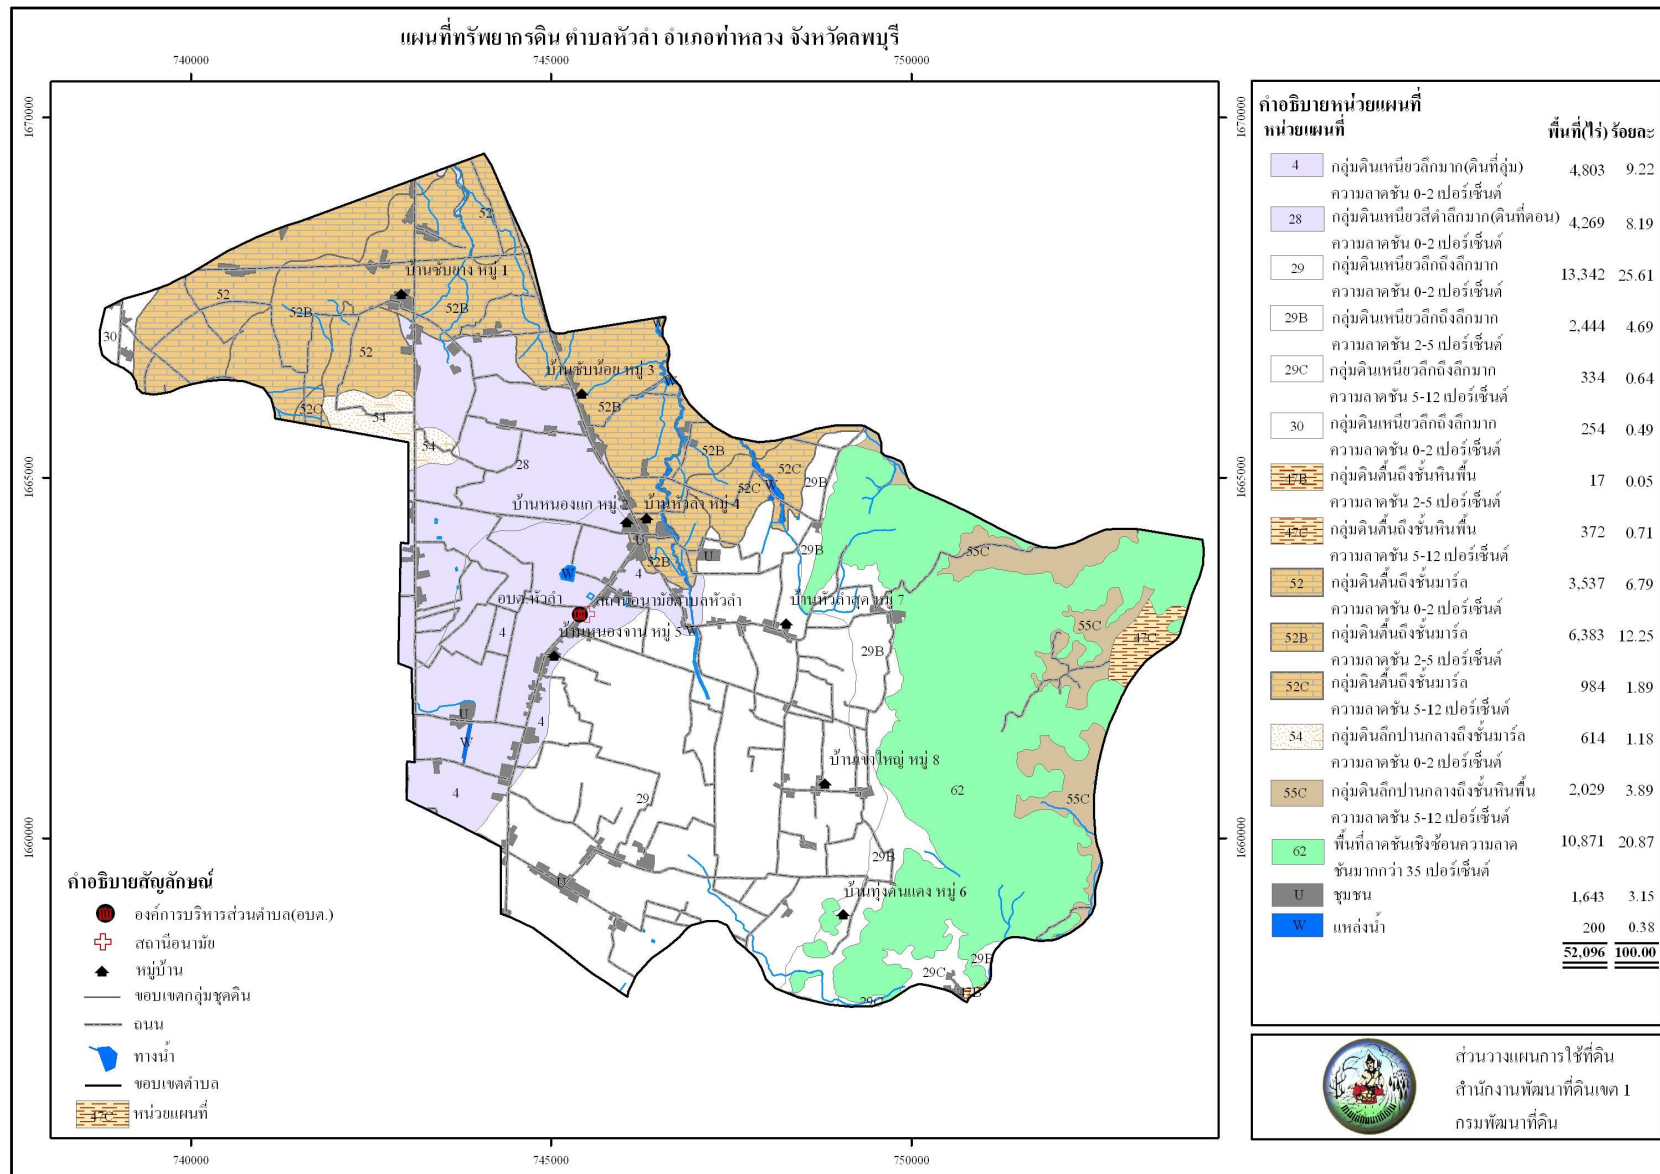 แผนที่ทรัพยากรดิน ตำบลหัวลำ อำเภอท่าหลวง จังหวัดลพบุรี
740000 745000 750000
1670000 1670000
1665000 1665000
1660000 1660000
52
บ้านซับยาง หมู่ 1
52 52B 52B
30
52
บ้านซับน้อย หมู่ 3
W
52C 54 52B
54
28 52B 52C
52C W 29B
บ้านหนองแก หมู่ 2 บ้านหัวลำ หมู่ 4
U U 29B 55C
W 4 52B
อบต.หัวลำ สถานีอนามัยตำบลหัวลำ บ้านหัวลำสุด หมู่ 7
55C 47C
4 บ้านหนองจาน หมู่ 5 W
29B
U 4
W
บ้านเขาใหญ่ หมู่ 8
4 29 62 55C
29B
U บ้านทุ่งดินแดง หมู่ 6
29C 29B
29C
740000 745000 750000
คำอธิบายสัญลักษณ์
องค์การบริหารส่วนตำบล(อบต.)
สถานีอนามัย
หมู่บ้าน
ขอบเขตกลุ่มชุดดิน
ถนน
ทางน้ำ
ขอบเขตตำบล
47C หน่วยแผนที่
คำอธิบายหน่วยแผนที่
หน่วยแผนที่ พื้นที่(ไร่) ร้อยละ
4 กลุ่มดินเหนียวลึกมาก(ดินที่ลุ่ม) 4,803 9.22
ความลาดชัน 0-2 เปอร์เซ็นต์
28 กลุ่มดินเหนียวสีดำลึกมาก(ดินที่ดอน) 4,269 8.19
ความลาดชัน 0-2 เปอร์เซ็นต์
29 กลุ่มดินเหนียวลึกถึงลึกมาก 13,342 25.61
ความลาดชัน 0-2 เปอร์เซ็นต์
29B กลุ่มดินเหนียวลึกถึงลึกมาก 2,444 4.69
ความลาดชัน 2-5 เปอร์เซ็นต์
29C กลุ่มดินเหนียวลึกถึงลึกมาก 334 0.64
ความลาดชัน 5-12 เปอร์เซ็นต์
30 กลุ่มดินเหนียวลึกถึงลึกมาก 254 0.49
ความลาดชัน 0-2 เปอร์เซ็นต์
47B กลุ่มดินตื้นถึงชั้นหินพื้น 17 0.05
ความลาดชัน 2-5 เปอร์เซ็นต์
47C กลุ่มดินตื้นถึงชั้นหินพื้น 372 0.71
ความลาดชัน 5-12 เปอร์เซ็นต์
52 กลุ่มดินตื้นถึงชั้นมาร์ล 3,537 6.79
ความลาดชัน 0-2 เปอร์เซ็นต์
52B กลุ่มดินตื้นถึงชั้นมาร์ล 6,383 12.25
ความลาดชัน 2-5 เปอร์เซ็นต์
52C กลุ่มดินตื้นถึงชั้นมาร์ล 984 1.89
ความลาดชัน 5-12 เปอร์เซ็นต์
54 กลุ่มดินลึกปานกลางถึงชั้นมาร์ล 614 1.18
ความลาดชัน 0-2 เปอร์เซ็นต์
55C กลุ่มดินลึกปานกลางถึงชั้นหินพื้น 2,029 3.89
ความลาดชัน 5-12 เปอร์เซ็นต์
62 พื้นที่ลาดชันเชิงซ้อนความลาด 10,871 20.87
ชันมากกว่า 35 เปอร์เซ็นต์
U ชุมชน 1,643 3.15
W แหล่งน้ำ 200 0.38
52,096 100.00
ส่วนวางแผนการใช้ที่ดิน
สำนักงานพัฒนาที่ดินเขต 1
กรมพัฒนาที่ดิน
กรมพัฒนาที่ดิน